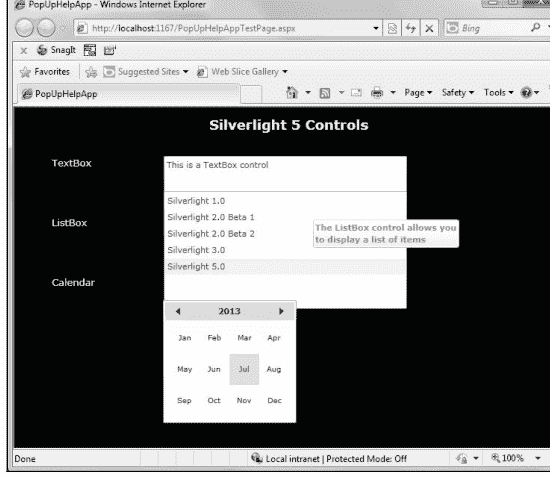 PopUpHelpApp - Windows Internet Explorer
http://localhost:1167/PopUpHelpAppTestPage.aspx
Bing
x SnagIt
Favorites Suggested Sites Web Slice Gallery
PopUpHelpApp Page Safety Tools
Silverlight 5 Controls
TextBox
This is a TextBox control
Silverlight 1.0
Silverlight 2.0 Beta 1
ListBox
Silverlight 2.0 Beta 2
The ListBox control allows you
to display a list of items
Silverlight 3.0
Silverlight 5.0
Calendar
2013
Jan Feb Mar Apr
May Jun Jul Aug
Sep Oct Nov Dec
Done Local intranet | Protected Mode: Off 100%